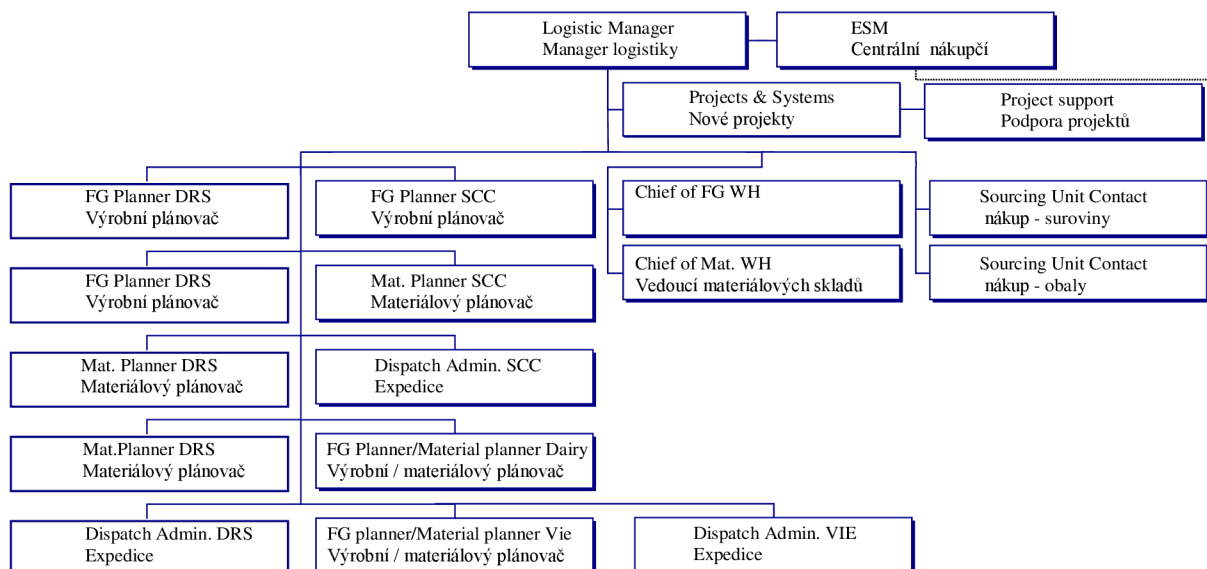 Logistic Manager
Manager logistiky
ESM
Centrální nákupčí
Projects & Systems
Nové projekty
Project support
Podpora projektů
FG Planner DRS
Výrobní plánovač
FG Planner SCC
Výrobní plánovač
Chief of FG WH
Sourcing Unit Contact
nákup - suroviny
FG Planner DRS
Výrobní plánovač
Mat. Planner SCC
Materiálový plánovač
Chief of Mat. WH
Vedoucí materiálových skladů
Sourcing Unit Contact
nákup - obaly
Mat. Planner DRS
Materiálový plánovač
Dispatch Admin. SCC
Expedice
Mat.Planner DRS
Materiálový plánovač
FG Planner/Material planner Dairy
Výrobní / materiálový plánovač
Dispatch Admin. DRS
Expedice
FG planner/Material planner Vie
Výrobní / materiálový plánovač
Dispatch Admin. VIE
Expedice